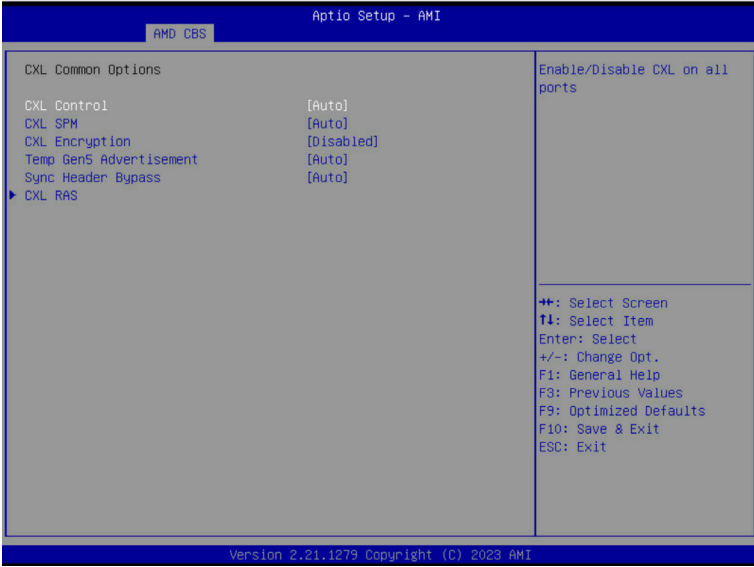 Aptio Setup - AMI
AMD CBS
CXL Common Options
CXL Control [Auto]
CXL SPM [Auto]
CXL Encryption [Disabled]
Temp Gen5 Advertisement [Auto]
Sync Header Bypass [Auto]
CXL RAS
Enable/Disable CXL on all
ports
→←: Select Screen
↑↓: Select Item
Enter: Select
+/-: Change Opt.
F1: General Help
F3: Previous Values
F9: Optimized Defaults
F10: Save & Exit
ESC: Exit
Version 2.21.1279 Copyright (C) 2023 AMI